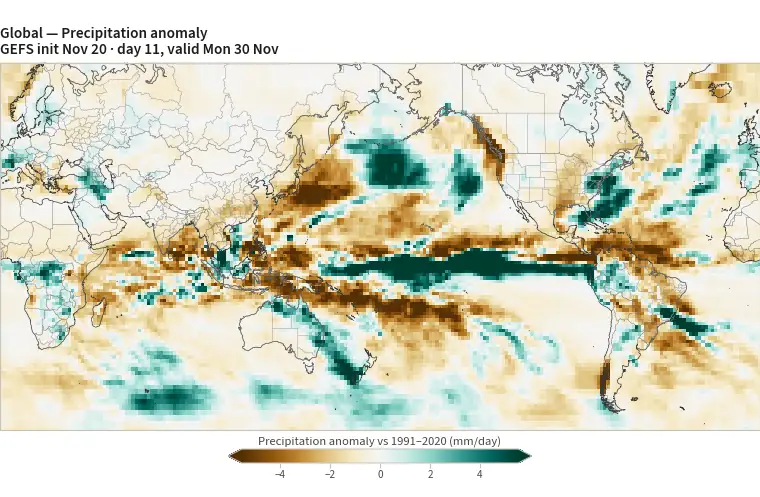 Global — Precipitation anomaly
GEFS init Nov 20 · day 11, valid Mon 30 Nov
Precipitation anomaly vs 1991–2020 (mm/day)
−4 −2 0 2 4